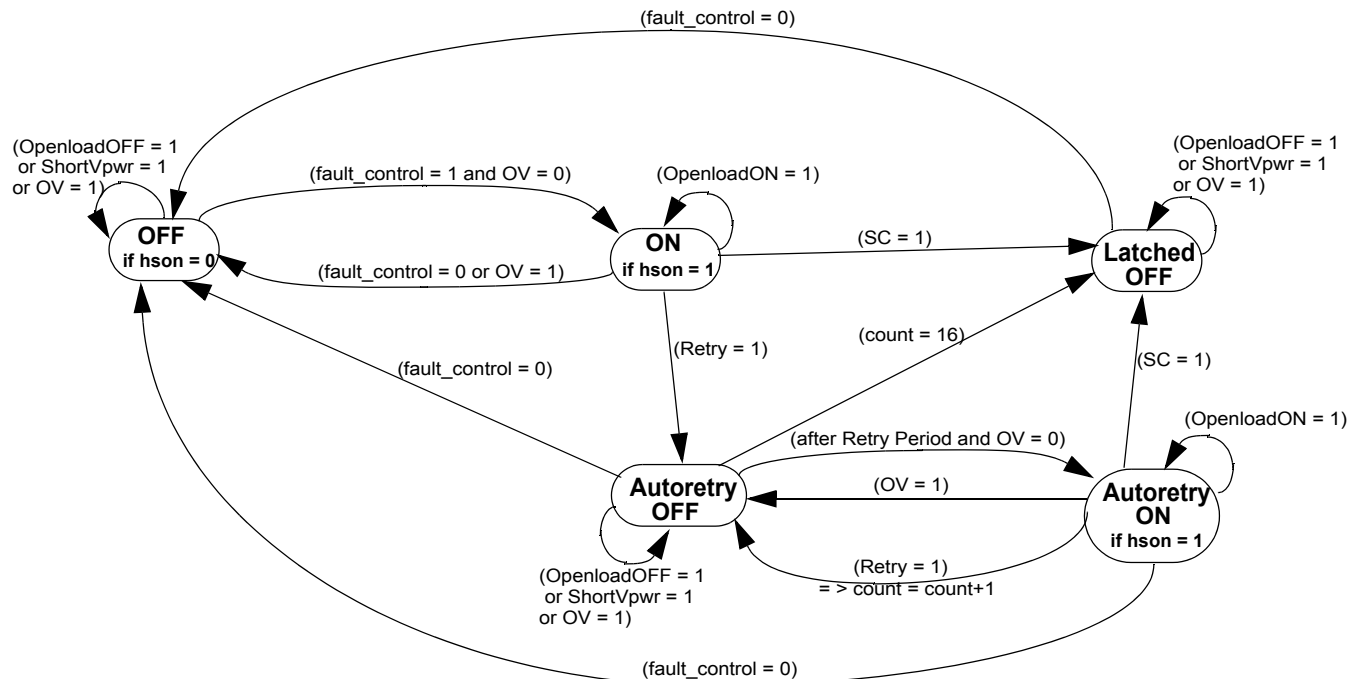 (fault_control = 0)
(OpenloadOFF = 1
or ShortVpwr = 1
or OV = 1)
(fault_control = 1 and OV = 0)
(OpenloadON = 1)
(OpenloadOFF = 1
or ShortVpwr = 1
or OV = 1)
OFF
if hson = 0
ON
if hson = 1
(SC = 1)
Latched
OFF
(fault_control = 0 or OV = 1)
(count = 16)
(Retry = 1)
(SC = 1)
(fault_control = 0)
(OpenloadON = 1)
(after Retry Period and OV = 0)
Autoretry
OFF
(OV = 1)
Autoretry
ON
if hson = 1
(OpenloadOFF = 1
or ShortVpwr = 1
or OV = 1)
(Retry = 1)
= > count = count+1
(fault_control = 0)